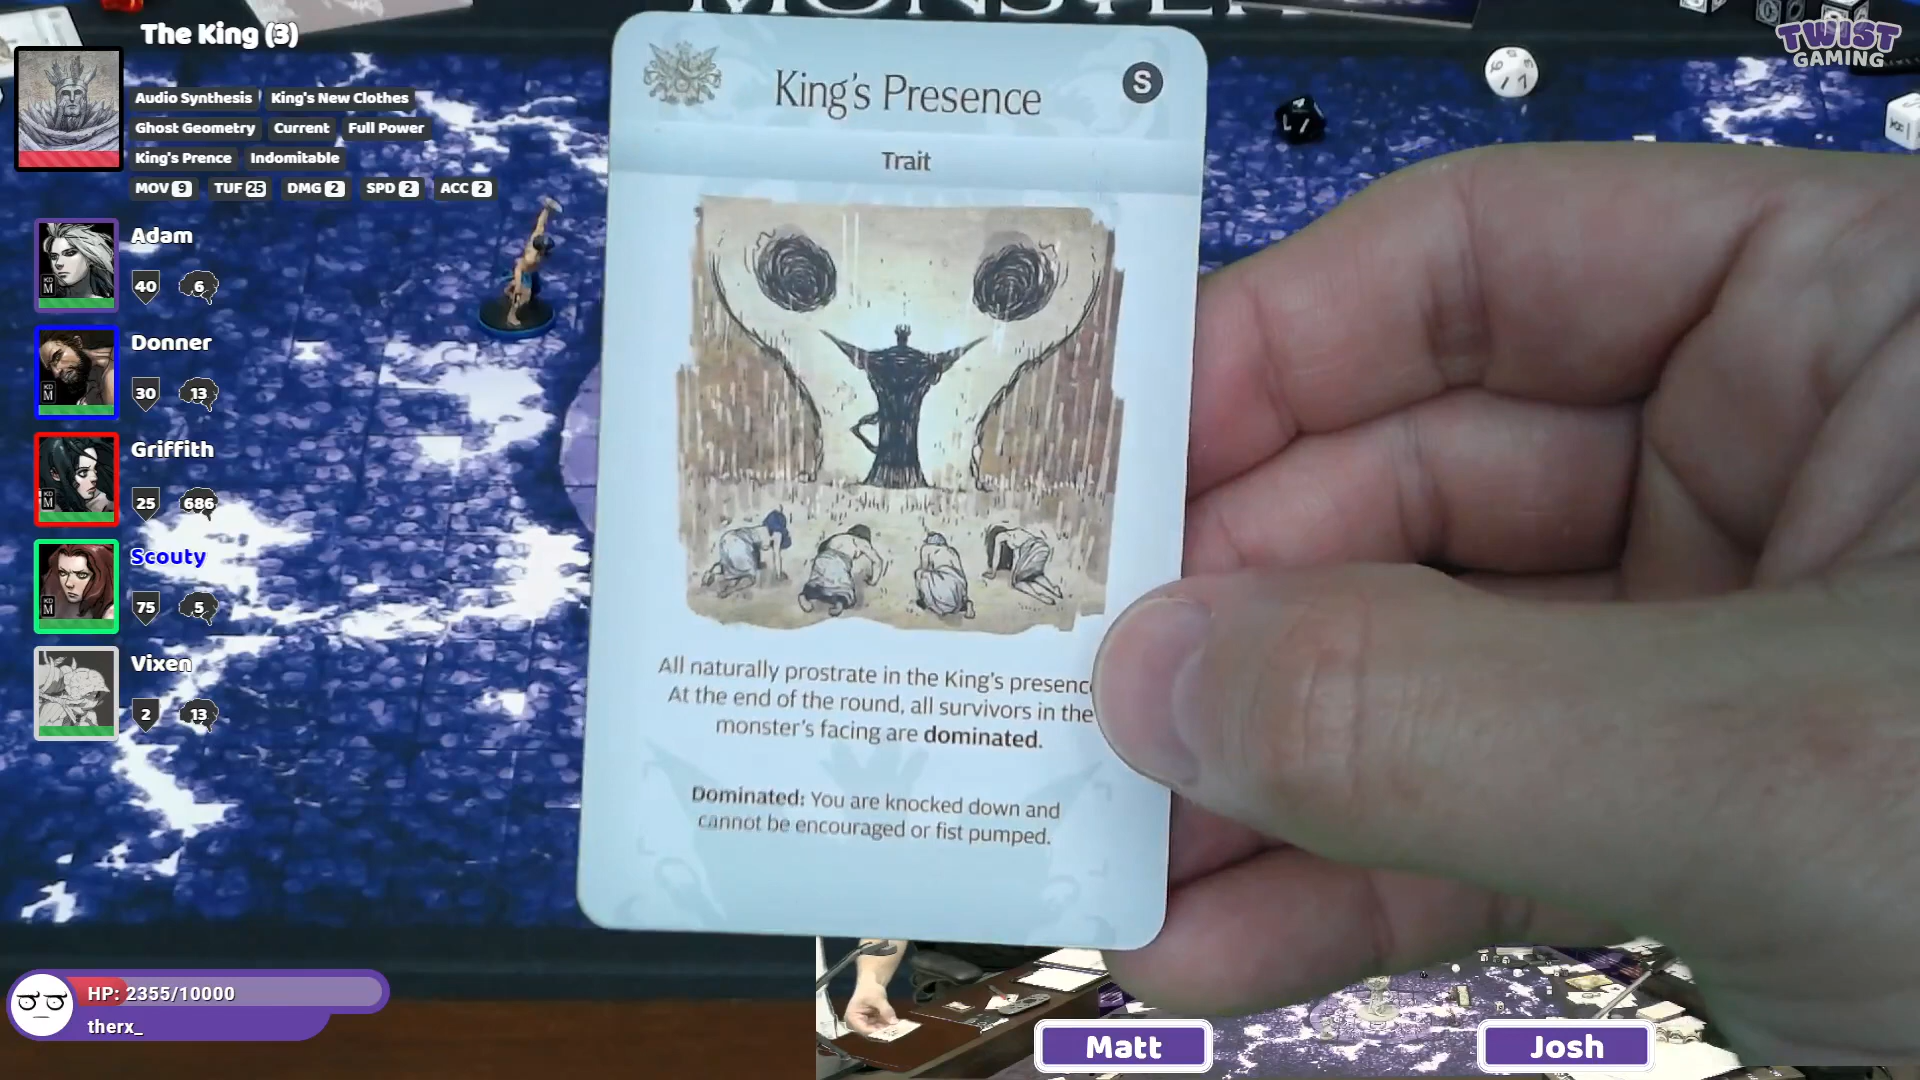 MONSTER
The King (3)
TWIST
GAMING
Audio Synthesis
King's New Clothes
Ghost Geometry
Current
Full Power
King's Prence
Indomitable
MOV 9
TUF 25
DMG 2
SPD 2
ACC 2
Adam
40
6
Donner
30
13
Griffith
25
686
Scouty
75
5
Vixen
2
13
King's Presence
S
Trait
All naturally prostrate in the King's
At the end of the round, all survivors in the
monster's facing are dominated.
Dominated: You are knocked down and
cannot be encouraged or fist pumped.
HP: 2355/10000
therx_
Matt
Josh